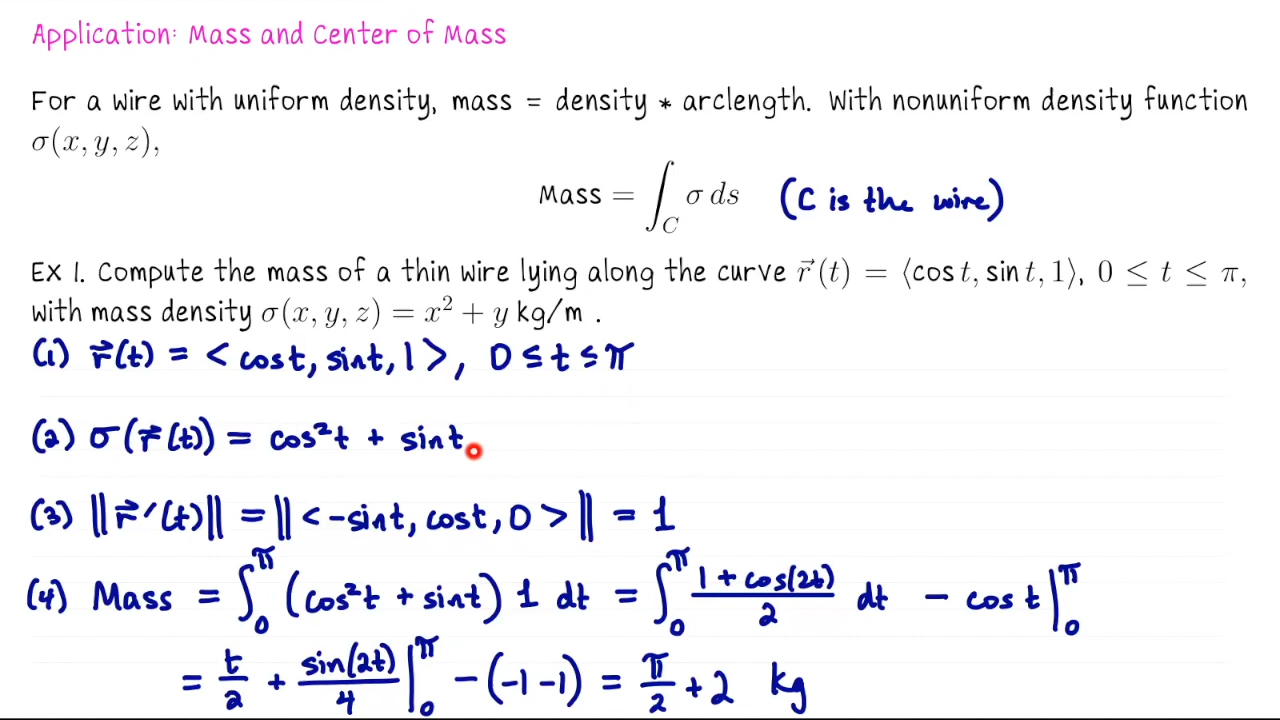 Application: Mass and Center of Mass
For a wire with uniform density, mass = density * arclength. With nonuniform density function
σ(x, y, z),
Mass = ∫_C σ ds (C is the wire)
Ex 1. Compute the mass of a thin wire lying along the curve r⃗(t) = ⟨cos t, sin t, 1⟩, 0 ≤ t ≤ π,
with mass density σ(x, y, z) = x² + y kg/m .
(1) r⃗(t) = <cos t, sin t, 1>, 0 ≤ t ≤ π
(2) σ(r⃗(t)) = cos²t + sin t
(3) ||r⃗'(t)|| = ||<-sin t, cos t, 0>|| = 1
(4) Mass = ∫_0^π (cos²t + sin t) 1 dt = ∫_0^π (1 + cos(2t))/2 dt - cos t |_0^π
= t/2 + sin(2t)/4 |_0^π - (-1 -1) = π/2 + 2 kg